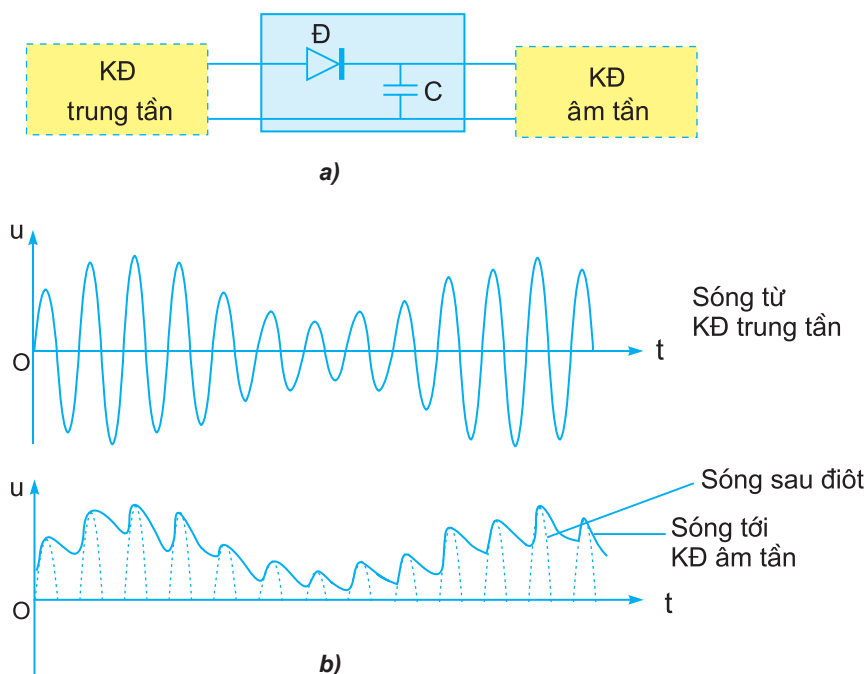 Đ
KĐ
trung tần
C
KĐ
âm tần
a)
u
O
t
Sóng từ
KĐ trung tần
u
O
t
Sóng sau điôt
Sóng tới
KĐ âm tần
b)